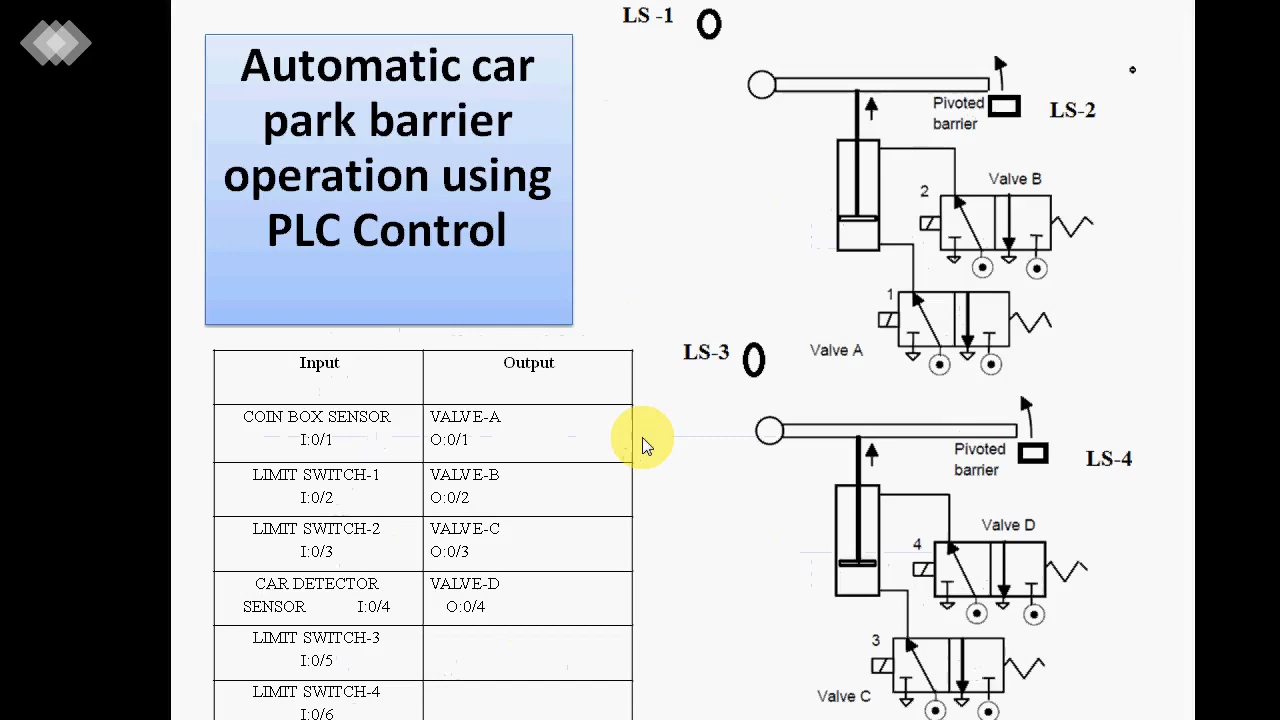 LS -1
Automatic car
park barrier
operation using
PLC Control
Pivoted
barrier
LS-2
Valve B
2
1
Valve A
LS-3
Pivoted
barrier
LS-4
Valve D
4
3
Valve C
Input Output
COIN BOX SENSOR VALVE-A
I:0/1 O:0/1
LIMIT SWITCH-1 VALVE-B
I:0/2 O:0/2
LIMIT SWITCH-2 VALVE-C
I:0/3 O:0/3
CAR DETECTOR VALVE-D
SENSOR I:0/4 O:0/4
LIMIT SWITCH-3
I:0/5
LIMIT SWITCH-4
I:0/6